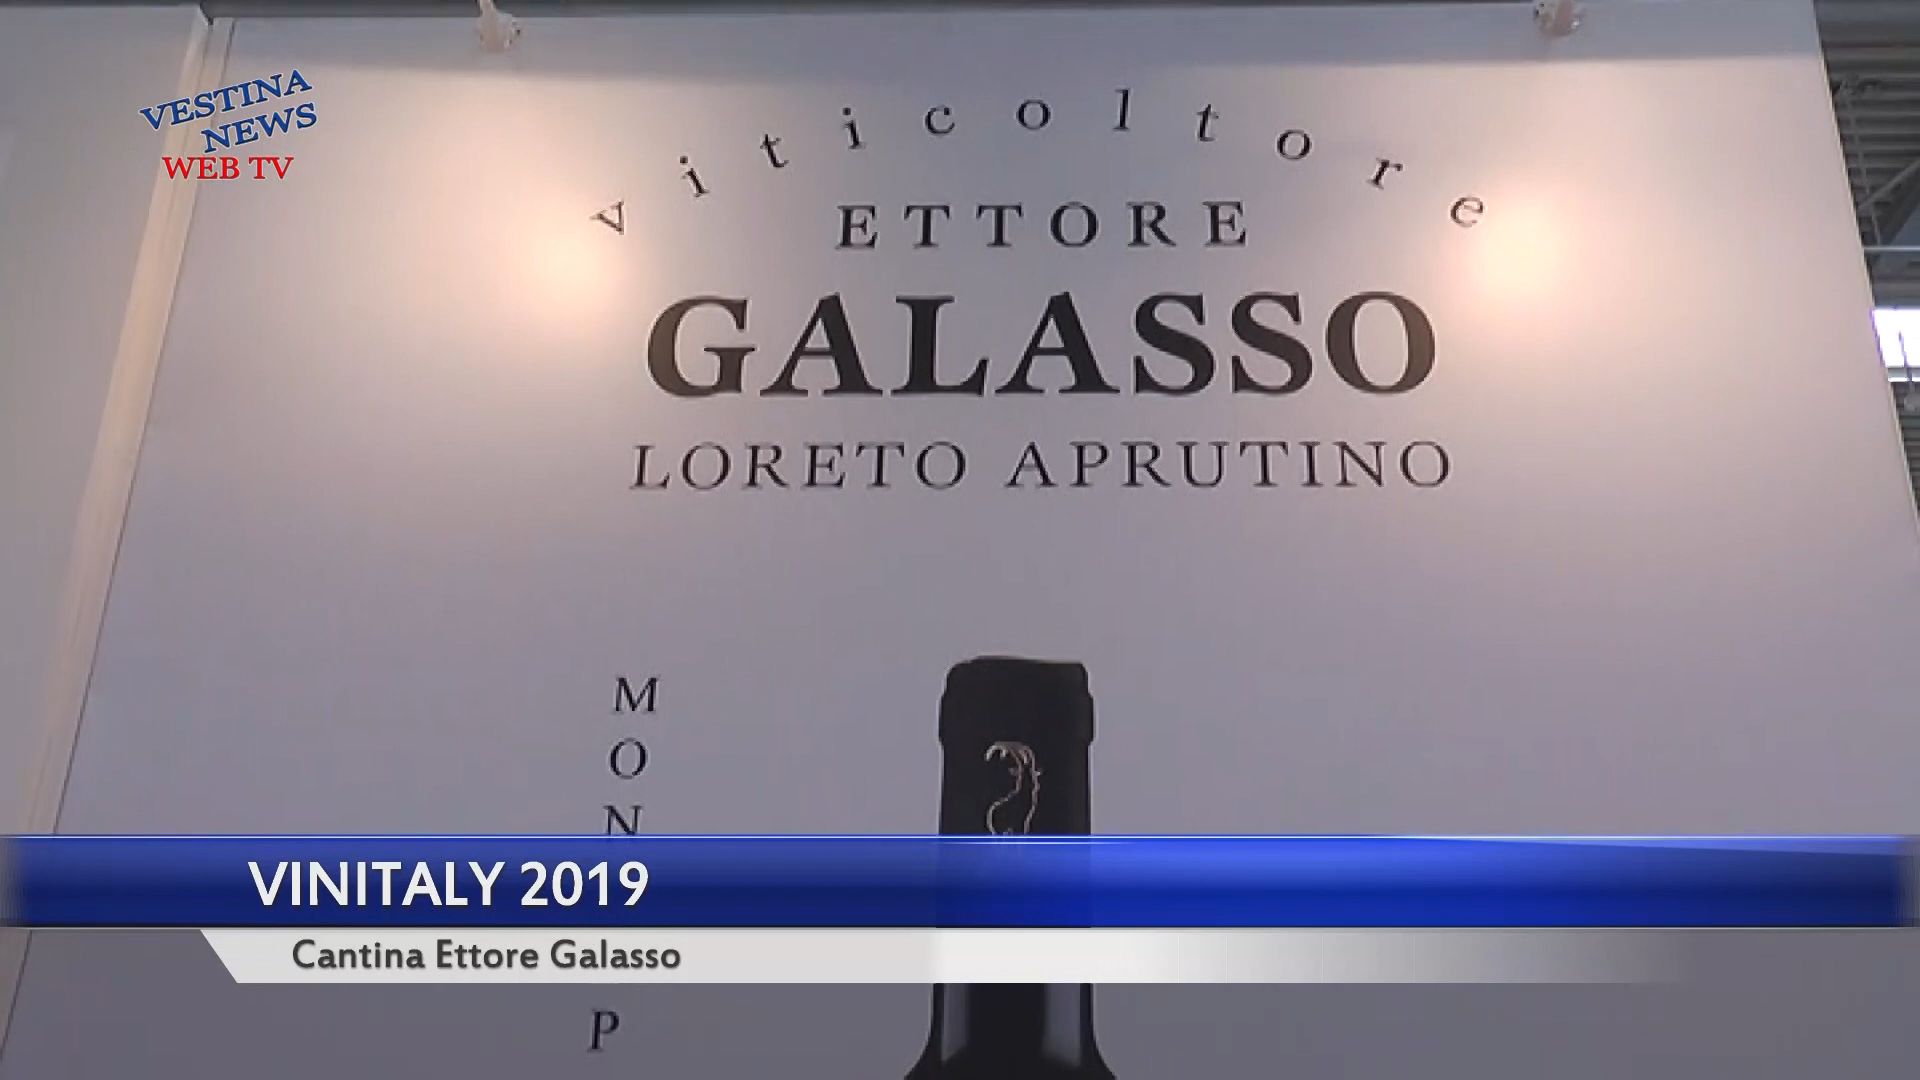 VESTINA
NEWS
WEB TV
viticoltore
ETTORE
GALASSO
LORETO APRUTINO
M
O
N
P
VINITALY 2019
Cantina Ettore Galasso